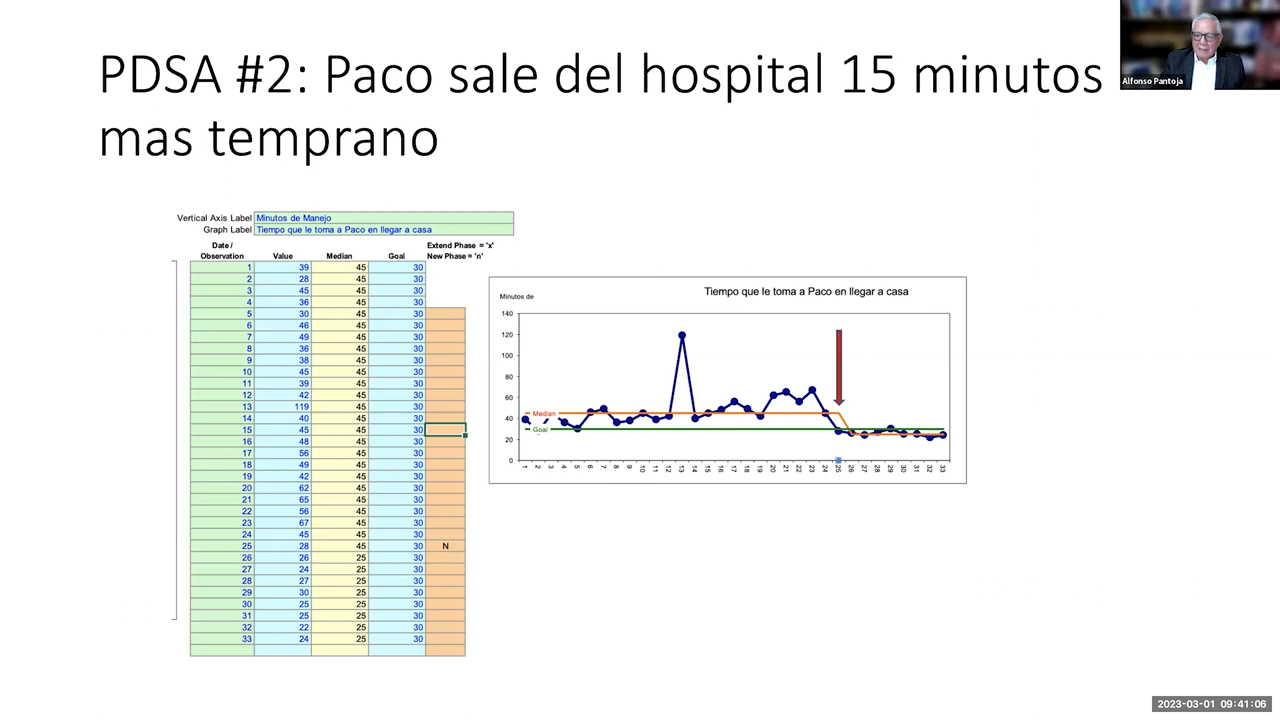 PDSA #2: Paco sale del hospital 15 minutos
mas temprano
Alfonso Pantoja
Vertical Axis Label Minutos de Manejo
Graph Label Tiempo que le toma a Paco en llegar a casa
Date / Extend Phase = 'x'
Observation Value Median Goal New Phase = 'n'
1 39 45 30
2 28 45 30
3 45 45 30
4 36 45 30
5 30 45 30
6 46 45 30
7 49 45 30
8 36 45 30
9 38 45 30
10 45 45 30
11 39 45 30
12 42 45 30
13 119 45 30
14 40 45 30
15 45 45 30
16 48 45 30
17 56 45 30
18 49 45 30
19 42 45 30
20 62 45 30
21 65 45 30
22 56 45 30
23 67 45 30
24 45 45 30
25 28 45 30 N
26 26 25 30
27 24 25 30
28 27 25 30
29 30 25 30
30 25 25 30
31 25 25 30
32 22 25 30
33 24 25 30
Tiempo que le toma a Paco en llegar a casa
Minutos de
140
120
100
80
60
40
20
0
Median
Goal
1 2 3 4 5 6 7 8 9 10 11 12 13 14 15 16 17 18 19 20 21 22 23 24 25 26 27 28 29 30 31 32 33
2023-03-01 09:41:06